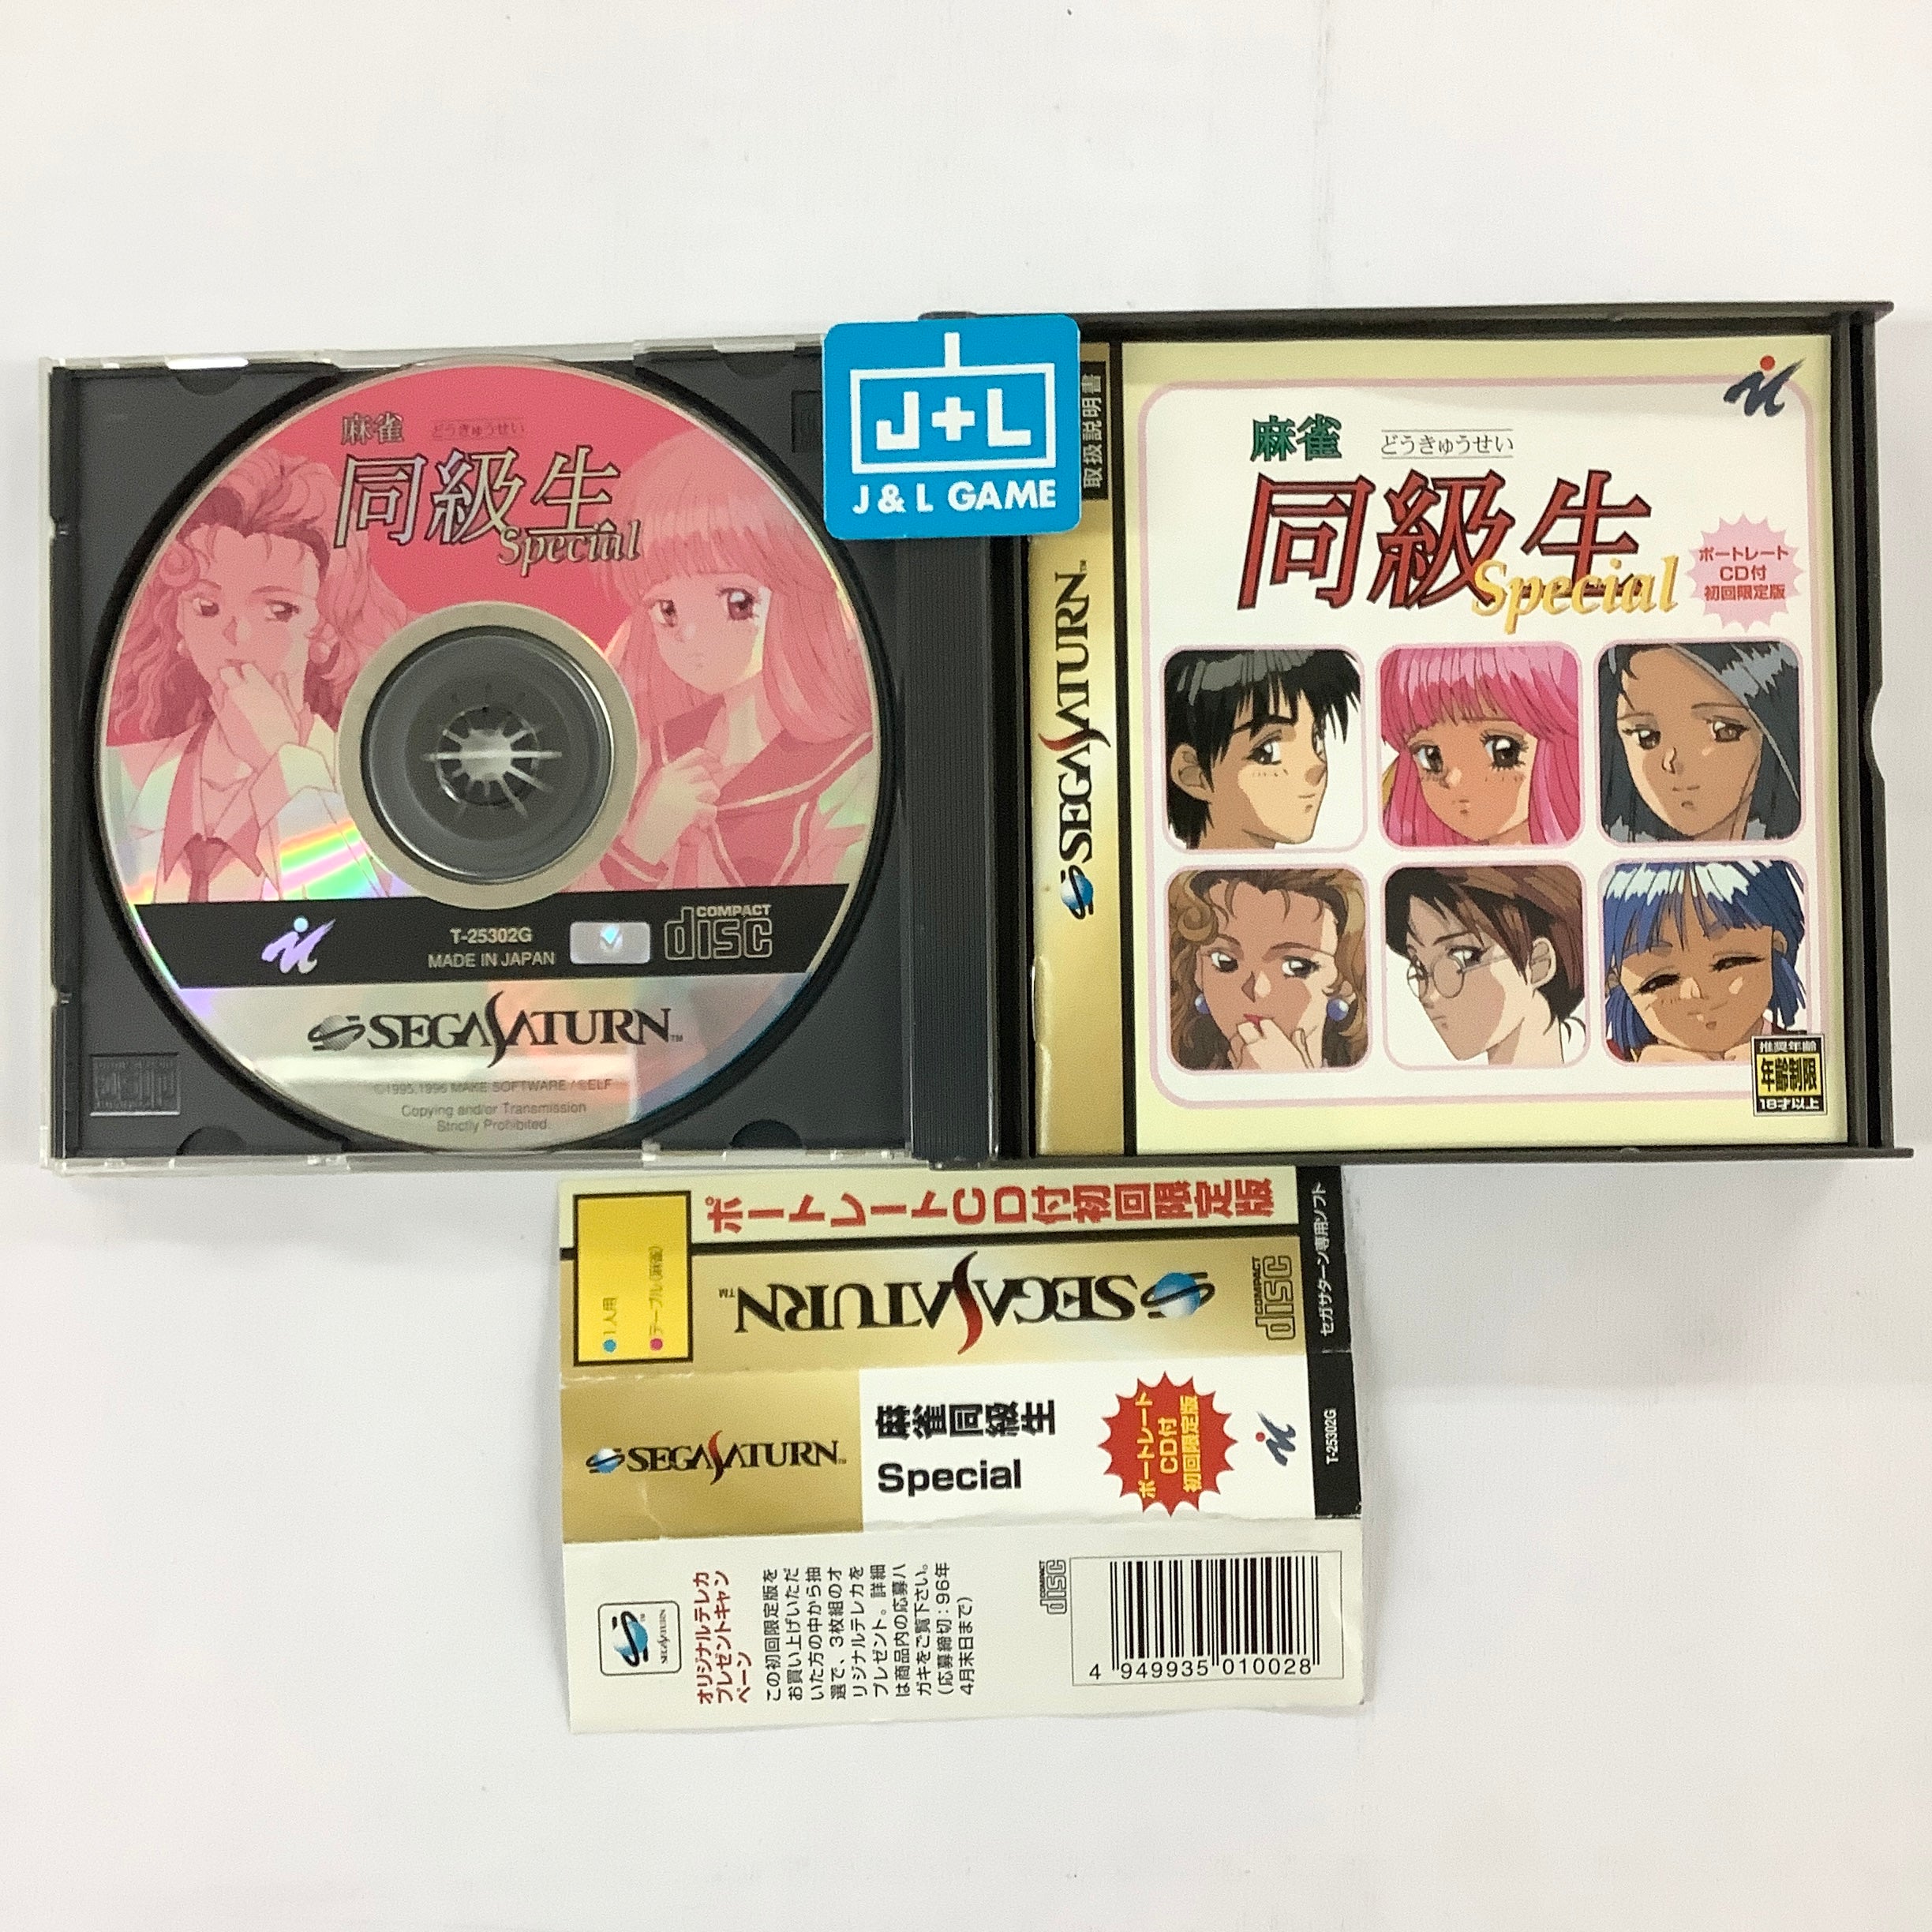 麻雀 どうきゅうせい
同級生
Special
T-25302G
MADE IN JAPAN
COMPACT
disc
SEGASATURN™
©1995,1996 MAKE SOFTWARE / ©ELF
Copying and/or Transmission
Strictly Prohibited.
J+L
J & L GAME
取扱説明書
SEGASATURN™
麻雀 どうきゅうせい
同級生
Special
ポートレート
CD付
初回限定版
推奨年齢
年齢制限
18才以上
ポートレートCD付初回限定版
●1人用
●テーブル(麻雀)
SEGASATURN™
COMPACT
disc
セガサターン専用ソフト
SEGASATURN™
麻雀同級生
Special
ポートレート
CD付
初回限定版
T-25302G
SEGASATURN
オリジナルテレカ
プレゼントキャン
ペーン
この初回限定版を
お買い上げいただ
いた方の中から抽
選で、3枚組のオ
リジナルテレカを
プレゼント。詳細
は商品内の応募ハ
ガキをご覧下さい。
(応募締切:96年
4月末日まで)
COMPACT
disc
4 949935 010028